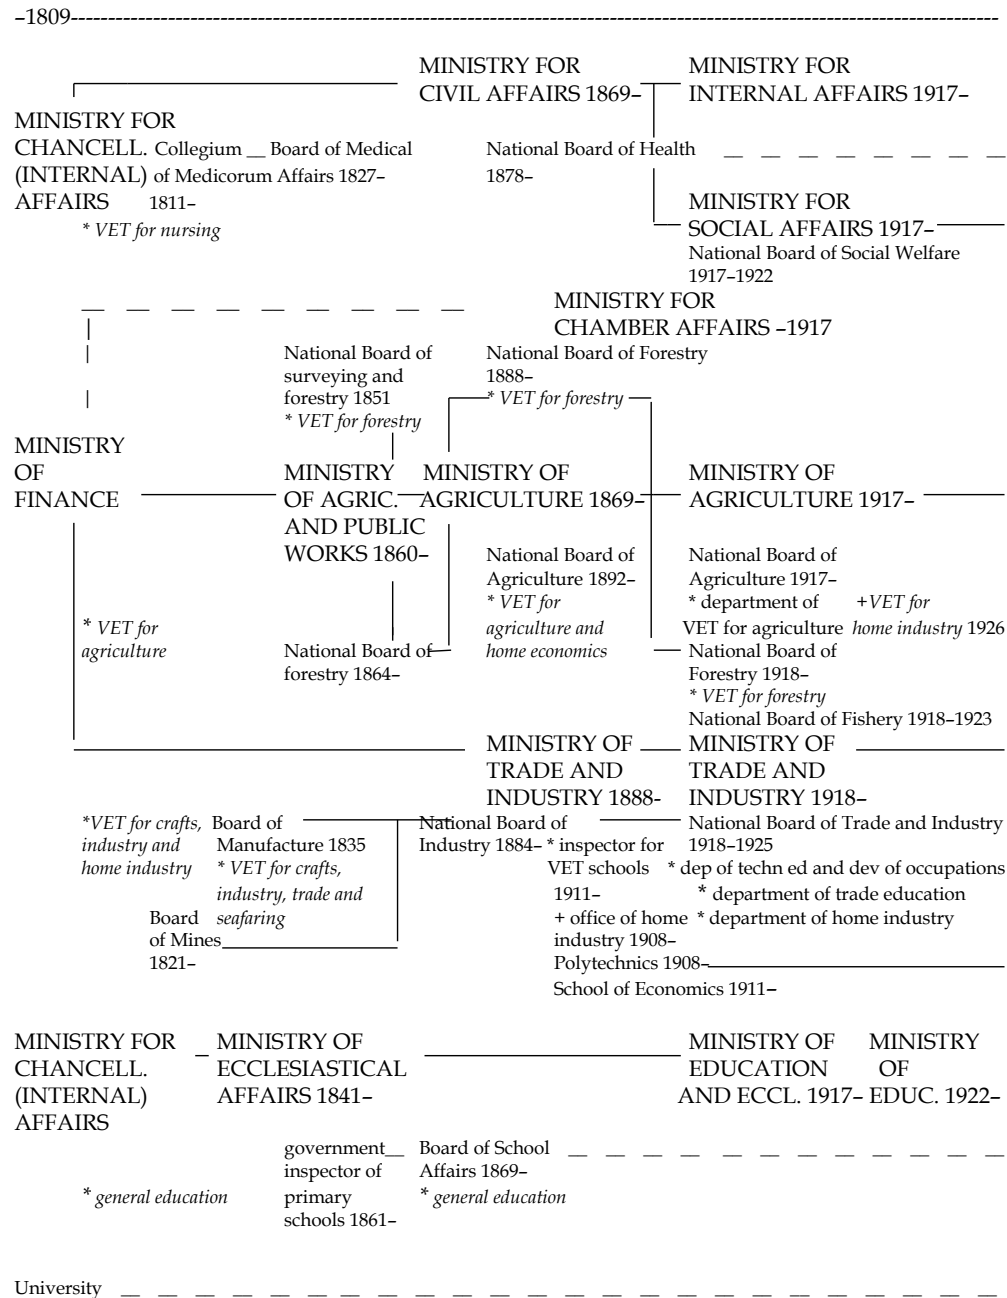 –1809-----------------------------------------------------------------------------------------------------------
MINISTRY FOR
CIVIL AFFAIRS 1869–
MINISTRY FOR
INTERNAL AFFAIRS 1917–
MINISTRY FOR
CHANCELL.
(INTERNAL)
AFFAIRS
Collegium __ Board of Medical
of Medicorum Affairs 1827–
1811–
* VET for nursing
National Board of Health
1878–
MINISTRY FOR
SOCIAL AFFAIRS 1917–
National Board of Social Welfare
1917–1922
MINISTRY FOR
CHAMBER AFFAIRS –1917
National Board of
surveying and
forestry 1851
* VET for forestry
National Board of Forestry
1888–
* VET for forestry
MINISTRY
OF
FINANCE
MINISTRY
OF AGRIC.
AND PUBLIC
WORKS 1860–
MINISTRY OF
AGRICULTURE 1869–
MINISTRY OF
AGRICULTURE 1917–
* VET for
agriculture
National Board of
forestry 1864–
National Board of
Agriculture 1892–
* VET for
agriculture and
home economics
National Board of
Agriculture 1917–
* department of +VET for
VET for agriculture home industry 1926
National Board of
Forestry 1918–
* VET for forestry
National Board of Fishery 1918–1923
MINISTRY OF
TRADE AND
INDUSTRY 1888-
MINISTRY OF
TRADE AND
INDUSTRY 1918–
*VET for crafts,
industry and
home industry
Board of
Manufacture 1835
* VET for crafts,
industry, trade and
seafaring
Board
of Mines
1821–
National Board of
Industry 1884– * inspector for
VET schools
1911–
+ office of home
industry 1908–
Polytechnics 1908–
School of Economics 1911–
National Board of Trade and Industry
1918–1925
* dep of techn ed and dev of occupations
* department of trade education
* department of home industry
MINISTRY FOR
CHANCELL.
(INTERNAL)
AFFAIRS
MINISTRY OF
ECCLESIASTICAL
AFFAIRS 1841–
MINISTRY OF
EDUCATION
AND ECCL. 1917–
MINISTRY
OF
EDUC. 1922–
* general education
government__
inspector of
primary
schools 1861–
Board of School
Affairs 1869–
* general education
University